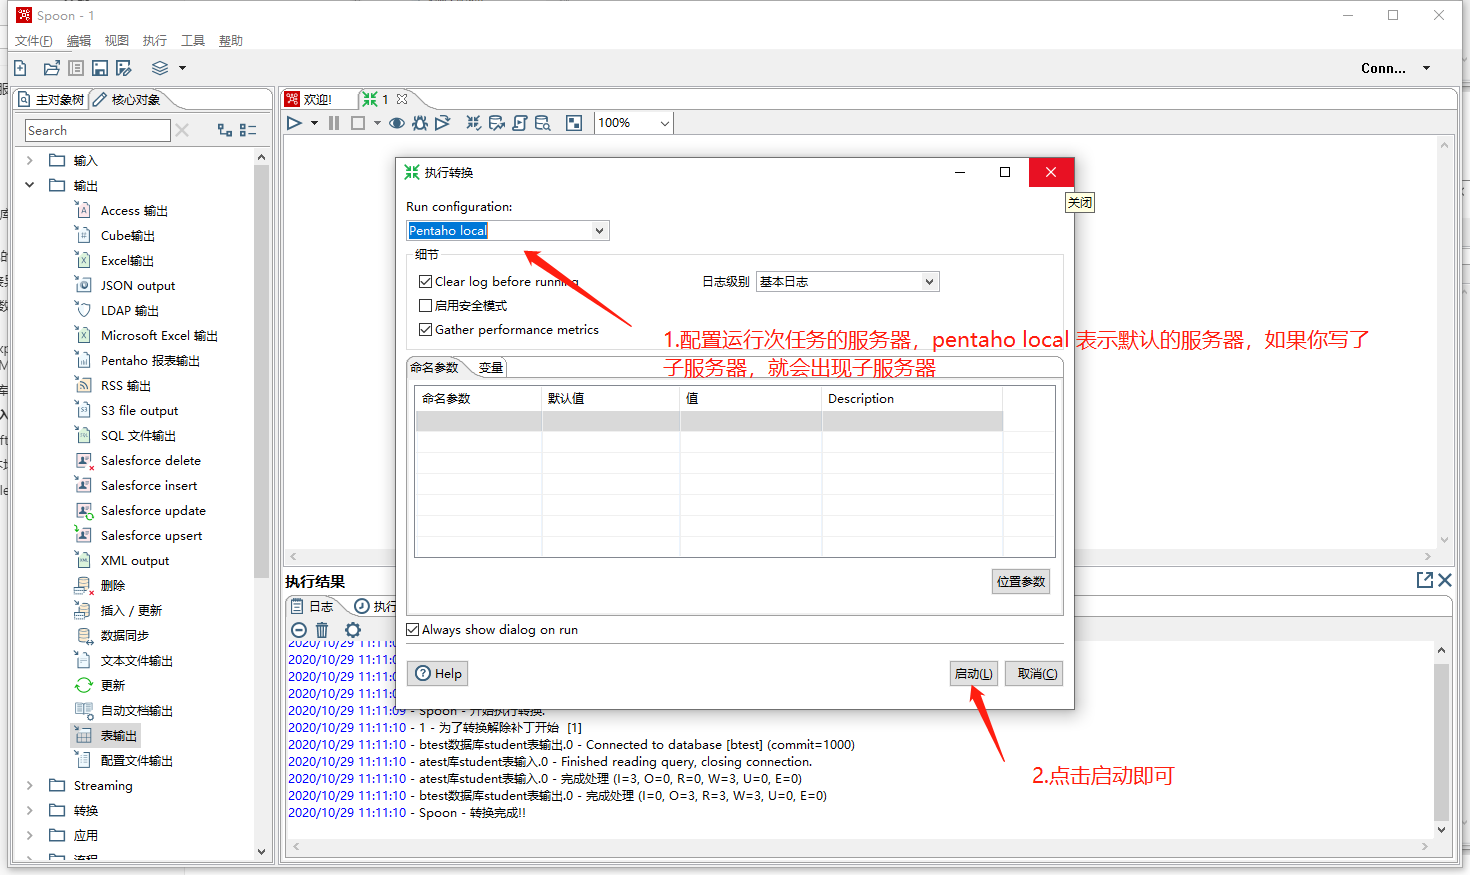 Spoon - 1
文件(F) 编辑 视图 执行 工具 帮助
Conn...
主对象树 核心对象
欢迎! 1
Search
100%
输入
输出
Access 输出
Cube输出
Excel输出
JSON output
LDAP 输出
Microsoft Excel 输出
Pentaho 报表输出
RSS 输出
S3 file output
SQL 文件输出
Salesforce delete
Salesforce insert
Salesforce update
Salesforce upsert
XML output
删除
插入 / 更新
数据同步
文本文件输出
更新
自动文档输出
表输出
配置文件输出
Streaming
转换
应用
流程
执行转换
关闭
Run configuration:
Pentaho local
细节
Clear log before running
日志级别 基本日志
启用安全模式
Gather performance metrics
1.配置运行次任务的服务器，pentaho local 表示默认的服务器，如果你写了
子服务器，就会出现子服务器
命名参数 变量
命名参数 默认值 值 Description
位置参数
Always show dialog on run
Help 启动(L) 取消(C)
2.点击启动即可
执行结果
日志 执行
2020/10/29 11:11:0
2020/10/29 11:11:0
2020/10/29 11:11:0
2020/10/29 11:11:0
2020/10/29 11:11:09 - Spoon - 开始执行转换.
2020/10/29 11:11:10 - 1 - 为了转换解除补丁开始 [1]
2020/10/29 11:11:10 - btest数据库student表输出.0 - Connected to database [btest] (commit=1000)
2020/10/29 11:11:10 - atest库student表输入.0 - Finished reading query, closing connection.
2020/10/29 11:11:10 - atest库student表输入.0 - 完成处理 (I=3, O=0, R=0, W=3, U=0, E=0)
2020/10/29 11:11:10 - btest数据库student表输出.0 - 完成处理 (I=0, O=3, R=3, W=3, U=0, E=0)
2020/10/29 11:11:10 - Spoon - 转换完成!!